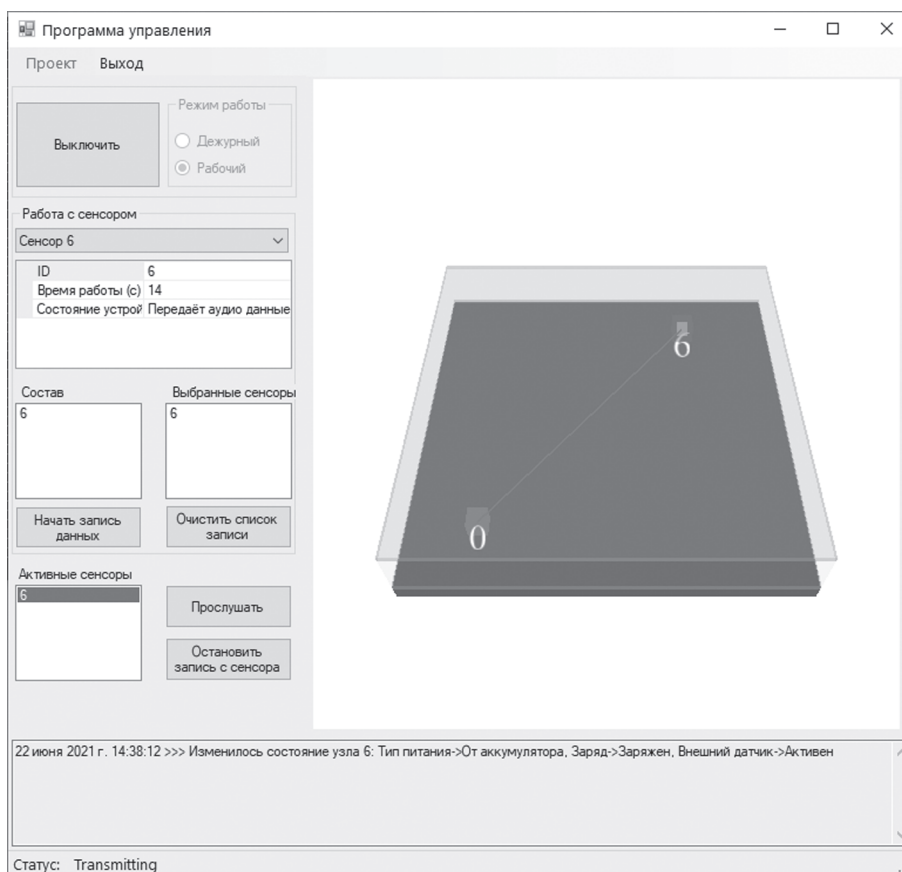 Программа управления
Проект Выход
Выключить
Режим работы
Дежурный
Рабочий
Работа с сенсором
Сенсор 6
ID 6
Время работы (с) 14
Состояние устрой Передаёт аудио данные
Состав
6
Выбранные сенсоры
6
Начать запись
данных
Очистить список
записи
Активные сенсоры
6
Прослушать
Остановить
запись с сенсора
6
0
22 июня 2021 г. 14:38:12 >>> Изменилось состояние узла 6: Тип питания->От аккумулятора, Заряд->Заряжен, Внешний датчик->Активен
Статус: Transmitting